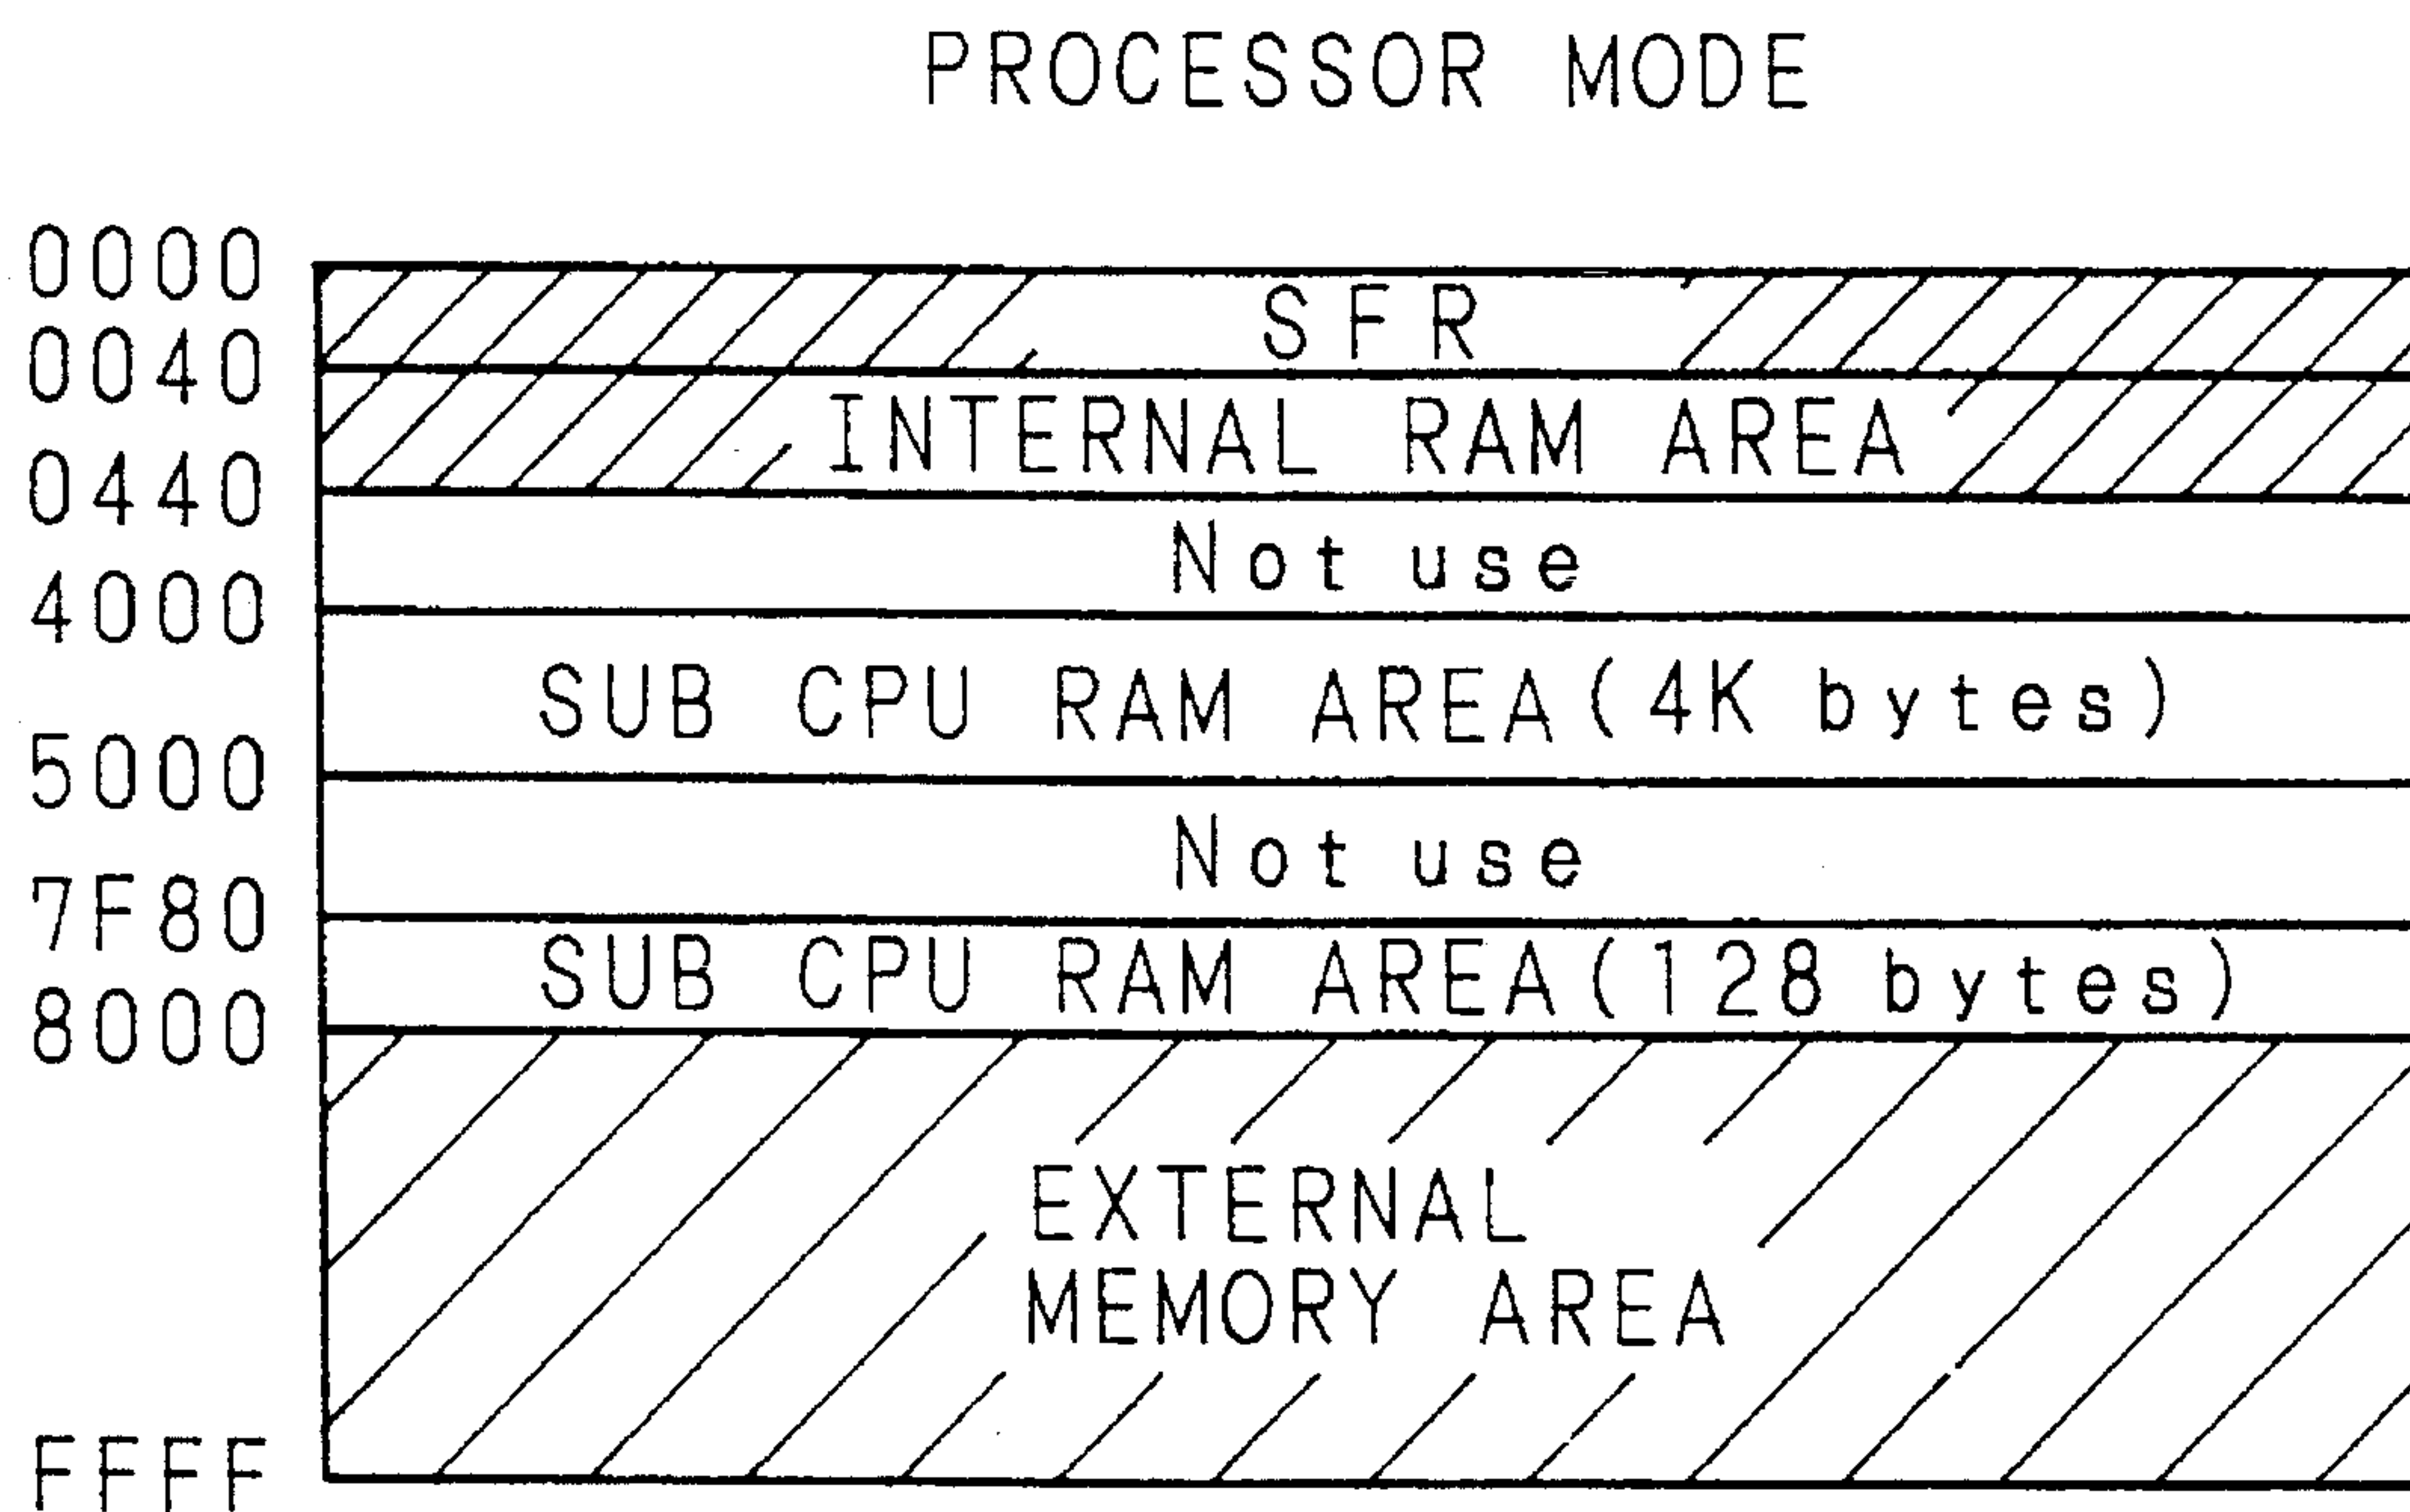 PROCESSOR MODE
0000
SFR
0040
INTERNAL RAM AREA
0440
Not use
4000
SUB CPU RAM AREA(4K bytes)
5000
Not use
7F80
SUB CPU RAM AREA(128 bytes)
8000
EXTERNAL
MEMORY AREA
FFFF